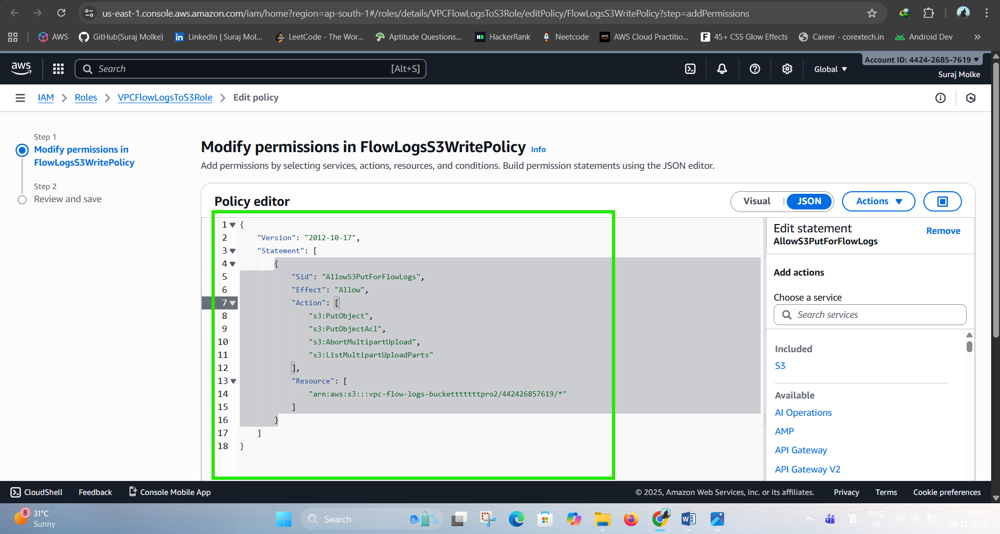 us-east-1.console.aws.amazon.com/iam/home?region=ap-south-1#/roles/details/VPCFlowLogsToS3Role/editPolicy/FlowLogsS3WritePolicy?step=addPermissions
AWS GitHub(Suraj Molke) LinkedIn | Suraj Mol... LeetCode - The Wor... Aptitude Questions... HackerRank Neetcode AWS Cloud Practitio... 45+ CSS Glow Effects Career - corextech.in Android Dev
aws Search [Alt+S] Global Account ID: 4424-2685-7619
Suraj Molke
IAM Roles VPCFlowLogsToS3Role Edit policy
Step 1
Modify permissions in
FlowLogsS3WritePolicy
Step 2
Review and save
Modify permissions in FlowLogsS3WritePolicy Info
Add permissions by selecting services, actions, resources, and conditions. Build permission statements using the JSON editor.
Policy editor
Visual JSON Actions
1 {
2 "Version": "2012-10-17",
3 "Statement": [
4 {
5 "Sid": "AllowS3PutForFlowLogs",
6 "Effect": "Allow",
7 "Action": [
8 "s3:PutObject",
9 "s3:PutObjectAcl",
10 "s3:AbortMultipartUpload",
11 "s3:ListMultipartUploadParts"
12 ],
13 "Resource": [
14 "arn:aws:s3:::vpc-flow-logs-buckettttttpro2/442426857619/*"
15 ]
16 }
17 ]
18 }
Edit statement
AllowS3PutForFlowLogs
Remove
Add actions
Choose a service
Search services
Included
S3
Available
AI Operations
AMP
API Gateway
API Gateway V2
CloudShell Feedback Console Mobile App © 2025, Amazon Web Services, Inc. or its affiliates. Privacy Terms Cookie preferences
8
31°C
Sunny
Search
ENG
IN
15:30
24-11-2025